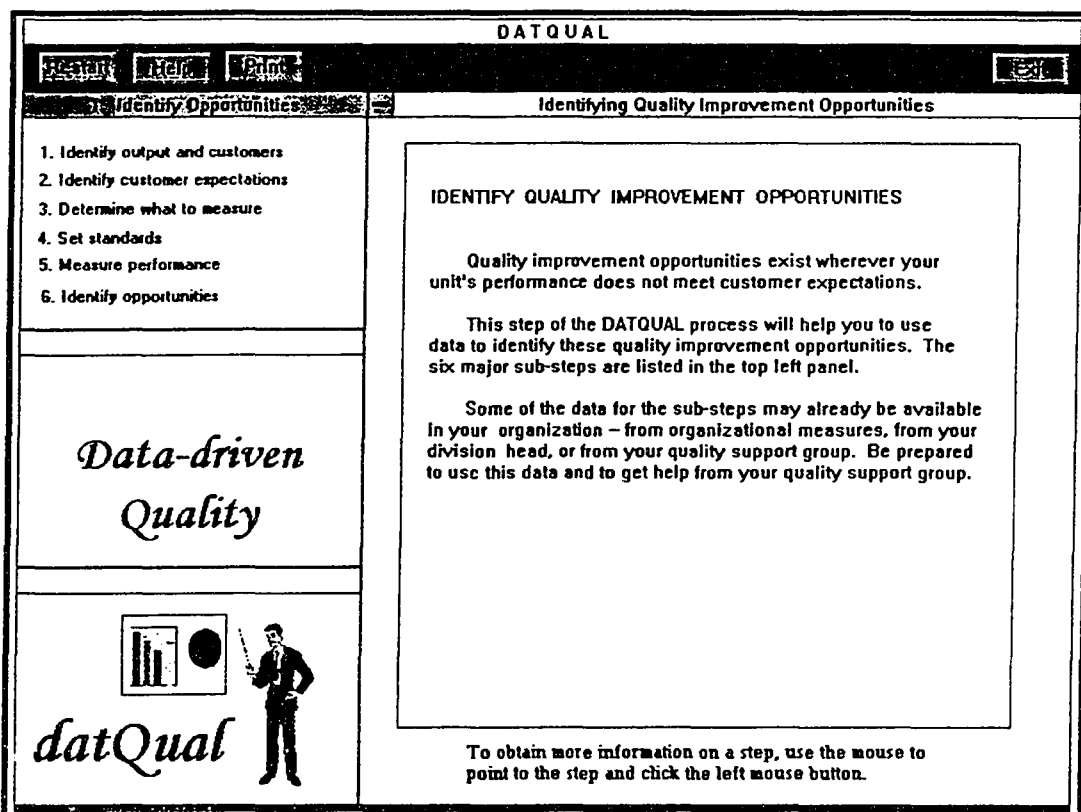 DATQUAL
Restart Help Print Exit
1. Identify Opportunities
Identifying Quality Improvement Opportunities
1. Identify output and customers
2. Identify customer expectations
3. Determine what to measure
4. Set standards
5. Measure performance
6. Identify opportunities
Data-driven
Quality
datQual
IDENTIFY QUALITY IMPROVEMENT OPPORTUNITIES
Quality improvement opportunities exist wherever your
unit's performance does not meet customer expectations.
This step of the DATQUAL process will help you to use
data to identify these quality improvement opportunities. The
six major sub-steps are listed in the top left panel.
Some of the data for the sub-steps may already be available
in your organization – from organizational measures, from your
division head, or from your quality support group. Be prepared
to use this data and to get help from your quality support group.
To obtain more information on a step, use the mouse to
point to the step and click the left mouse button.